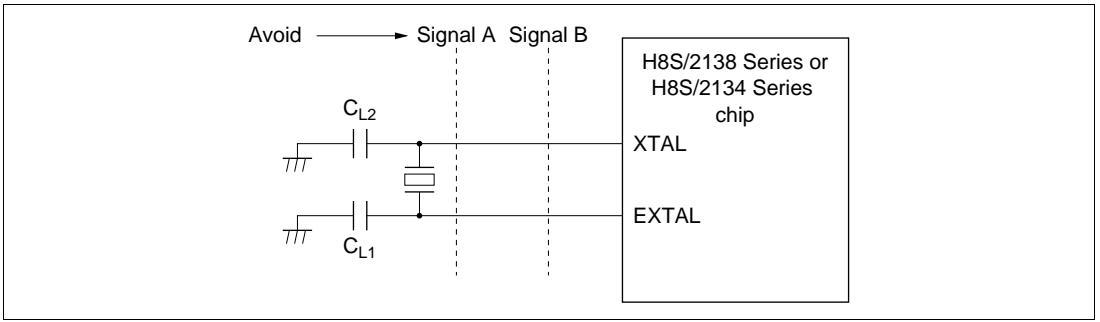 Avoid Signal A Signal B
H8S/2138 Series or
H8S/2134 Series
chip
CL2
XTAL
EXTAL
CL1